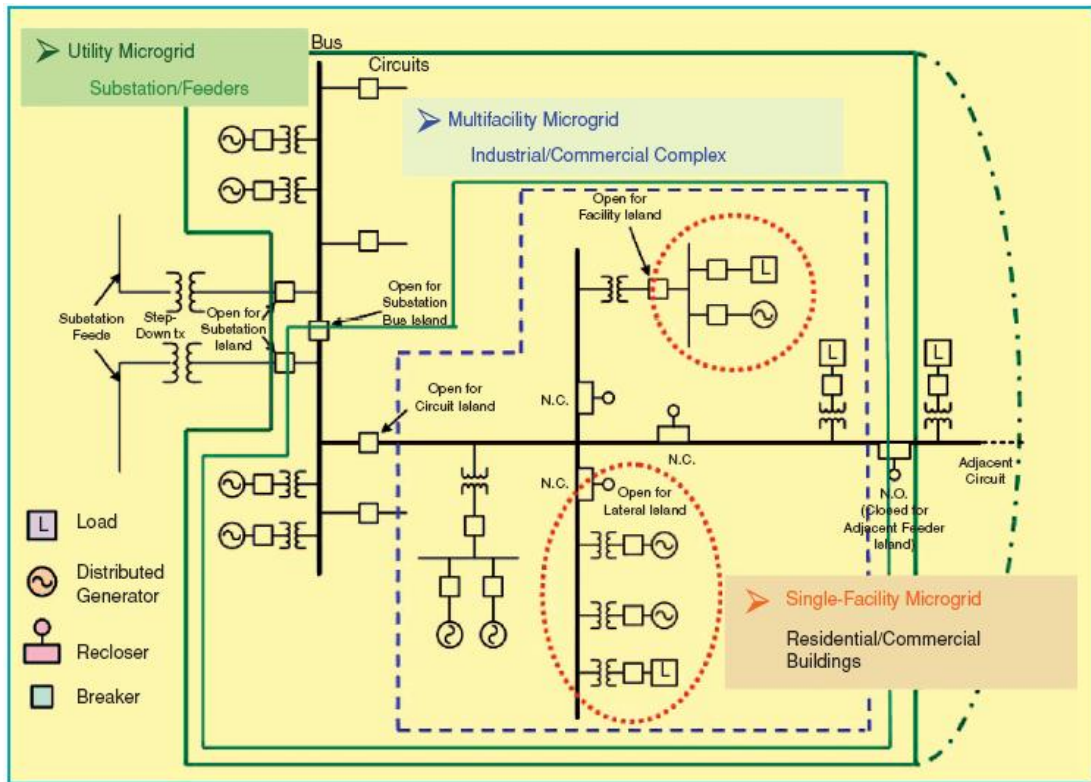 Utility Microgrid
Substation/Feeders
Bus
Circuits
Multifacility Microgrid
Industrial/Commercial Complex
Open for
Facility Island
L
Substation
Feeds
Step-
Down tx
Open for
Substation
Island
Open for
Substation
Bus Island
Open for
Circuit Island
N.C.
N.C.
L
L
N.C.
Open for
Lateral Island
N.O.
(Closed for
Adjacent Feeder
Island)
Adjacent
Circuit
L
L
Load
Distributed
Generator
Recloser
Breaker
Single-Facility Microgrid
Residential/Commercial
Buildings